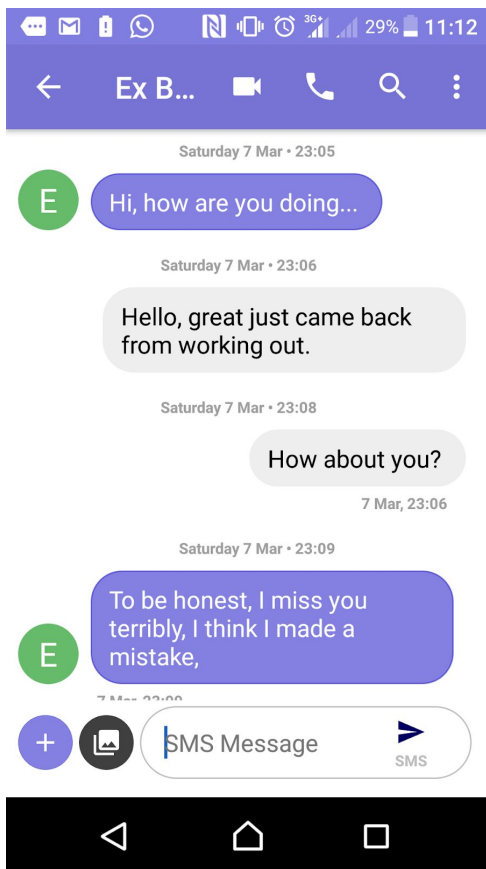 3G+ 29% 11:12
Ex B...
Saturday 7 Mar • 23:05
E
Hi, how are you doing...
Saturday 7 Mar • 23:06
Hello, great just came back
from working out.
Saturday 7 Mar • 23:08
How about you?
7 Mar, 23:06
Saturday 7 Mar • 23:09
To be honest, I miss you
terribly, I think I made a
E
mistake,
SMS Message
SMS